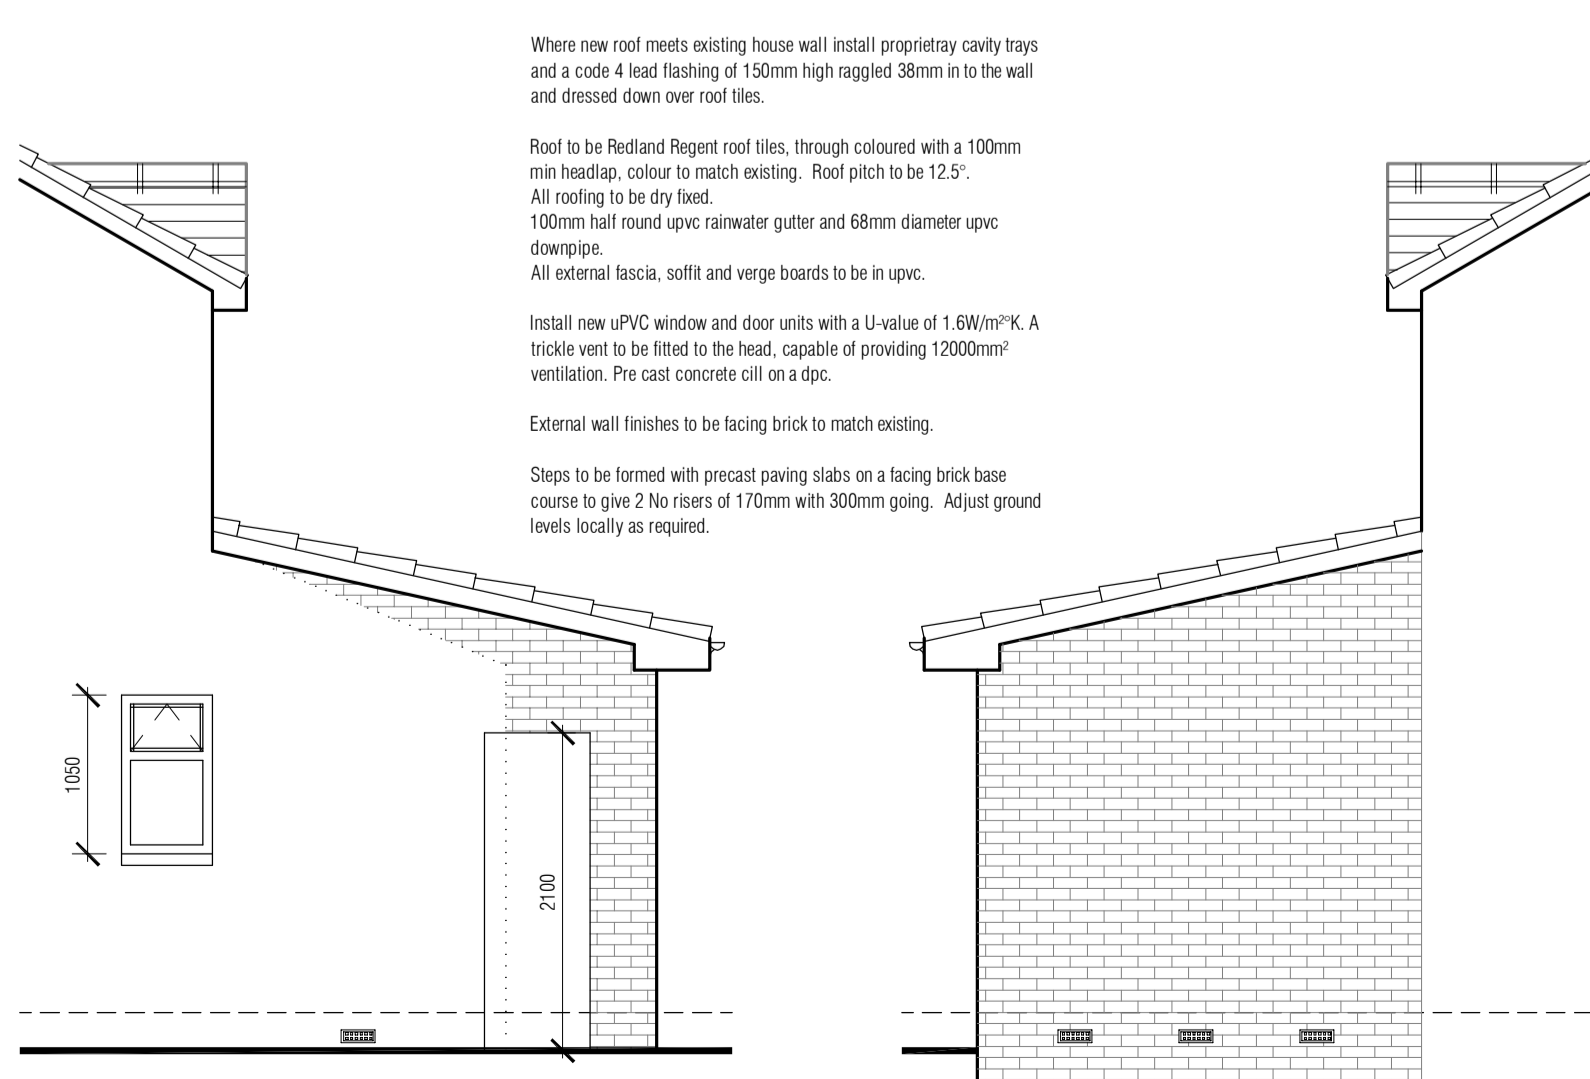 Where new roof meets existing house wall install proprietray cavity trays
and a code 4 lead flashing of 150mm high raggled 38mm in to the wall
and dressed down over roof tiles.
Roof to be Redland Regent roof tiles, through coloured with a 100mm
min headlap, colour to match existing. Roof pitch to be 12.5°.
All roofing to be dry fixed.
100mm half round upvc rainwater gutter and 68mm diameter upvc
downpipe.
All external fascia, soffit and verge boards to be in upvc.
Install new uPVC window and door units with a U-value of 1.6W/m²°K. A
trickle vent to be fitted to the head, capable of providing 12000mm²
ventilation. Pre cast concrete cill on a dpc.
External wall finishes to be facing brick to match existing.
Steps to be formed with precast paving slabs on a facing brick base
course to give 2 No risers of 170mm with 300mm going. Adjust ground
levels locally as required.
1050
2100